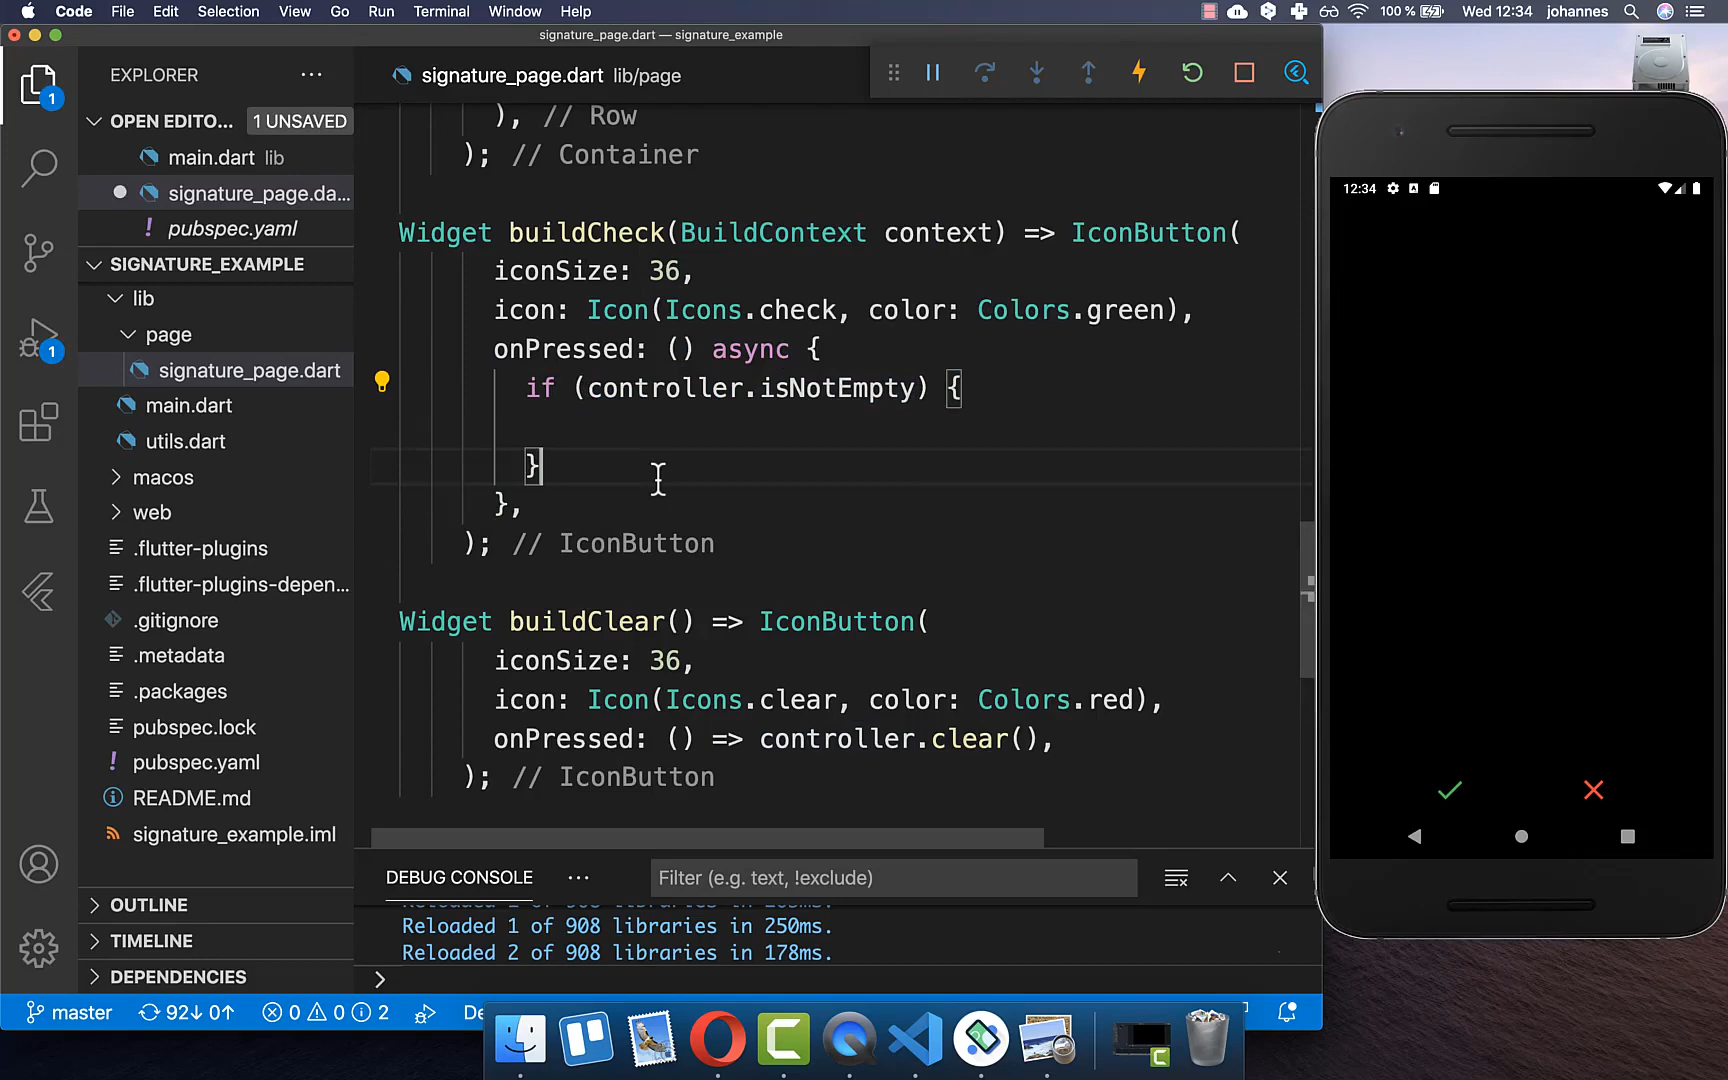 Code File Edit Selection View Go Run Terminal Window Help 100 % Wed 12:34 johannes
signature_page.dart — signature_example
EXPLORER
signature_page.dart lib/page
OPEN EDITO... 1 UNSAVED
main.dart lib
signature_page.da...
pubspec.yaml
SIGNATURE_EXAMPLE
lib
page
signature_page.dart
main.dart
utils.dart
macos
web
.flutter-plugins
.flutter-plugins-depen...
.gitignore
.metadata
.packages
pubspec.lock
pubspec.yaml
README.md
signature_example.iml
OUTLINE
TIMELINE
DEPENDENCIES
1
1
), // Row
); // Container
Widget buildCheck(BuildContext context) => IconButton(
iconSize: 36,
icon: Icon(Icons.check, color: Colors.green),
onPressed: () async {
if (controller.isNotEmpty) {
}
},
); // IconButton
Widget buildClear() => IconButton(
iconSize: 36,
icon: Icon(Icons.clear, color: Colors.red),
onPressed: () => controller.clear(),
); // IconButton
DEBUG CONSOLE
Filter (e.g. text, !exclude)
Reloaded 1 of 908 libraries in 250ms.
Reloaded 2 of 908 libraries in 178ms.
master 92↓ 0↑ 0 0 2
12:34